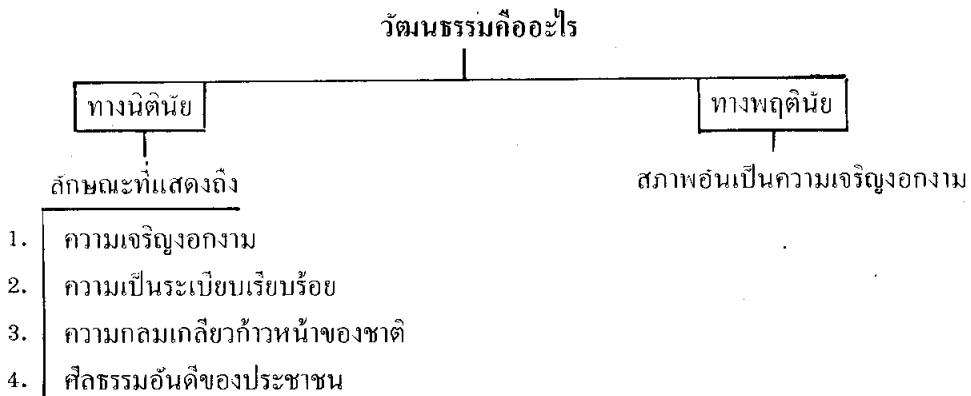 วัฒนธรรมคืออะไร
ทางนิตินัย
ทางพฤตินัย
ลักษณะที่แสดงถึง
สภาพอันเป็นความเจริญงอกงาม
1. ความเจริญงอกงาม
2. ความเป็นระเบียบเรียบร้อย
3. ความกลมเกลียวก้าวหน้าของชาติ
4. ศีลธรรมอันดีของประชาชน